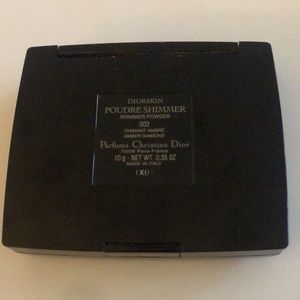 DIORSKIN
POUDRE SHIMMER
SHIMMER POWDER
002
DIAMANT AMBRÉ
AMBER DIAMOND
Parfums Christian Dior
75008 Paris-France
10 g - NET WT. 0.35 OZ
MADE IN ITALY